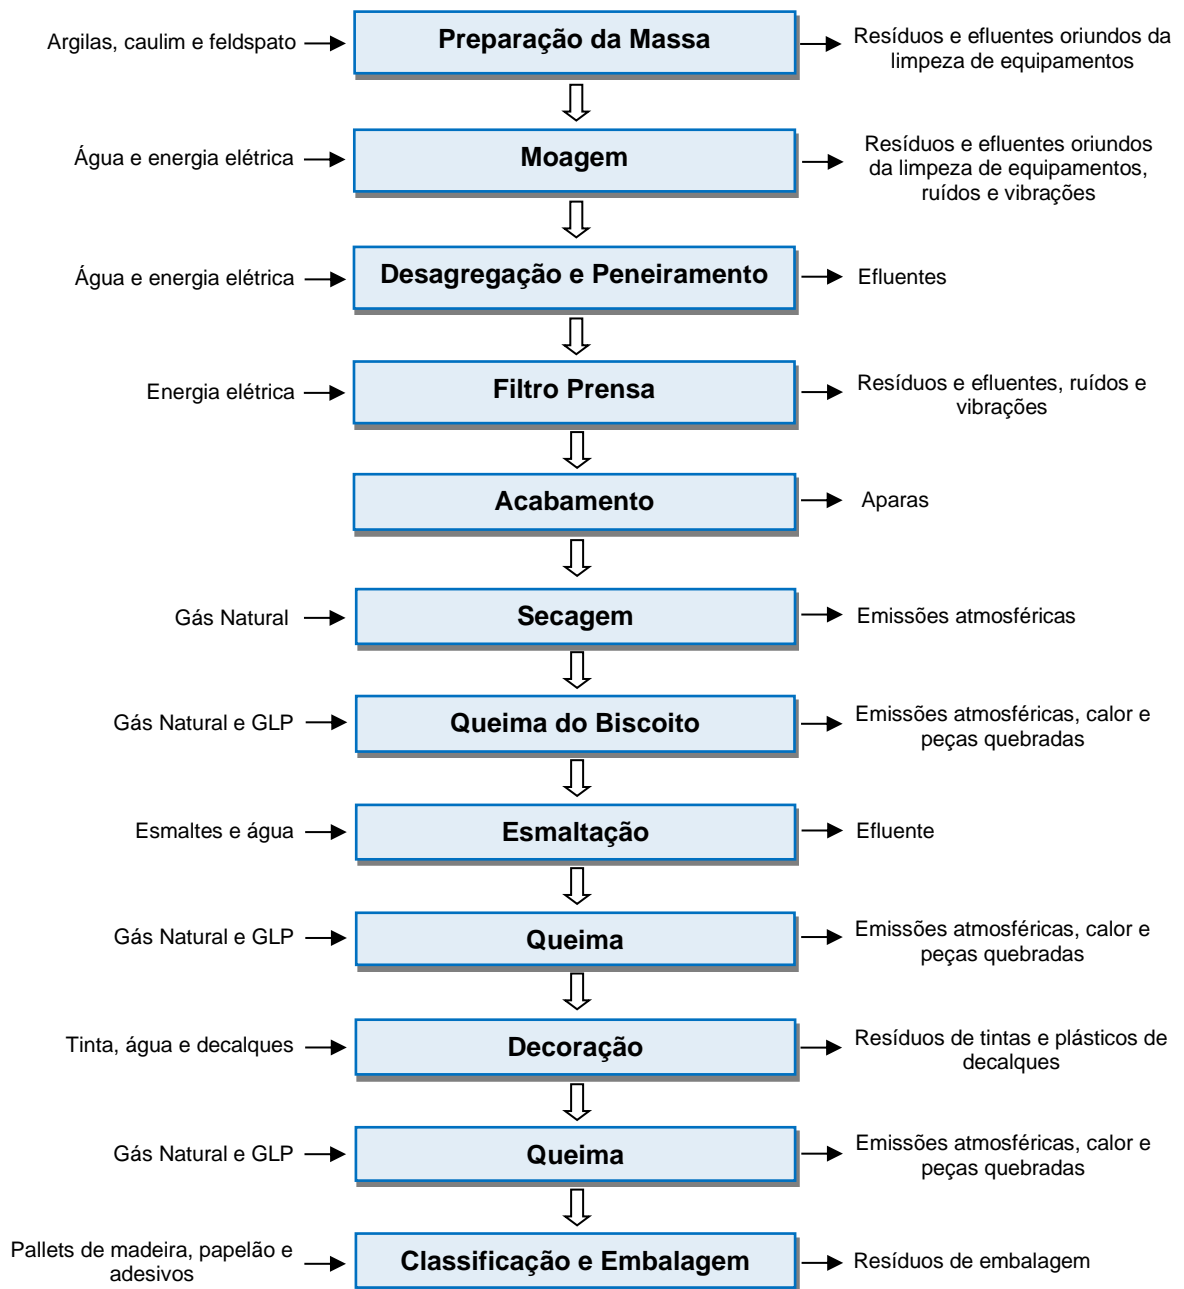 Argilas, caulim e feldspato
Preparação da Massa
Resíduos e efluentes oriundos da
limpeza de equipamentos
Água e energia elétrica
Moagem
Resíduos e efluentes oriundos
da limpeza de equipamentos,
ruídos e vibrações
Água e energia elétrica
Desagregação e Peneiramento
Efluentes
Energia elétrica
Filtro Prensa
Resíduos e efluentes, ruídos e
vibrações
Acabamento
Aparas
Gás Natural
Secagem
Emissões atmosféricas
Gás Natural e GLP
Queima do Biscoito
Emissões atmosféricas, calor e
peças quebradas
Esmaltes e água
Esmaltação
Efluente
Gás Natural e GLP
Queima
Emissões atmosféricas, calor e
peças quebradas
Tinta, água e decalques
Decoração
Resíduos de tintas e plásticos de
decalques
Gás Natural e GLP
Queima
Emissões atmosféricas, calor e
peças quebradas
Pallets de madeira, papelão e
adesivos
Classificação e Embalagem
Resíduos de embalagem